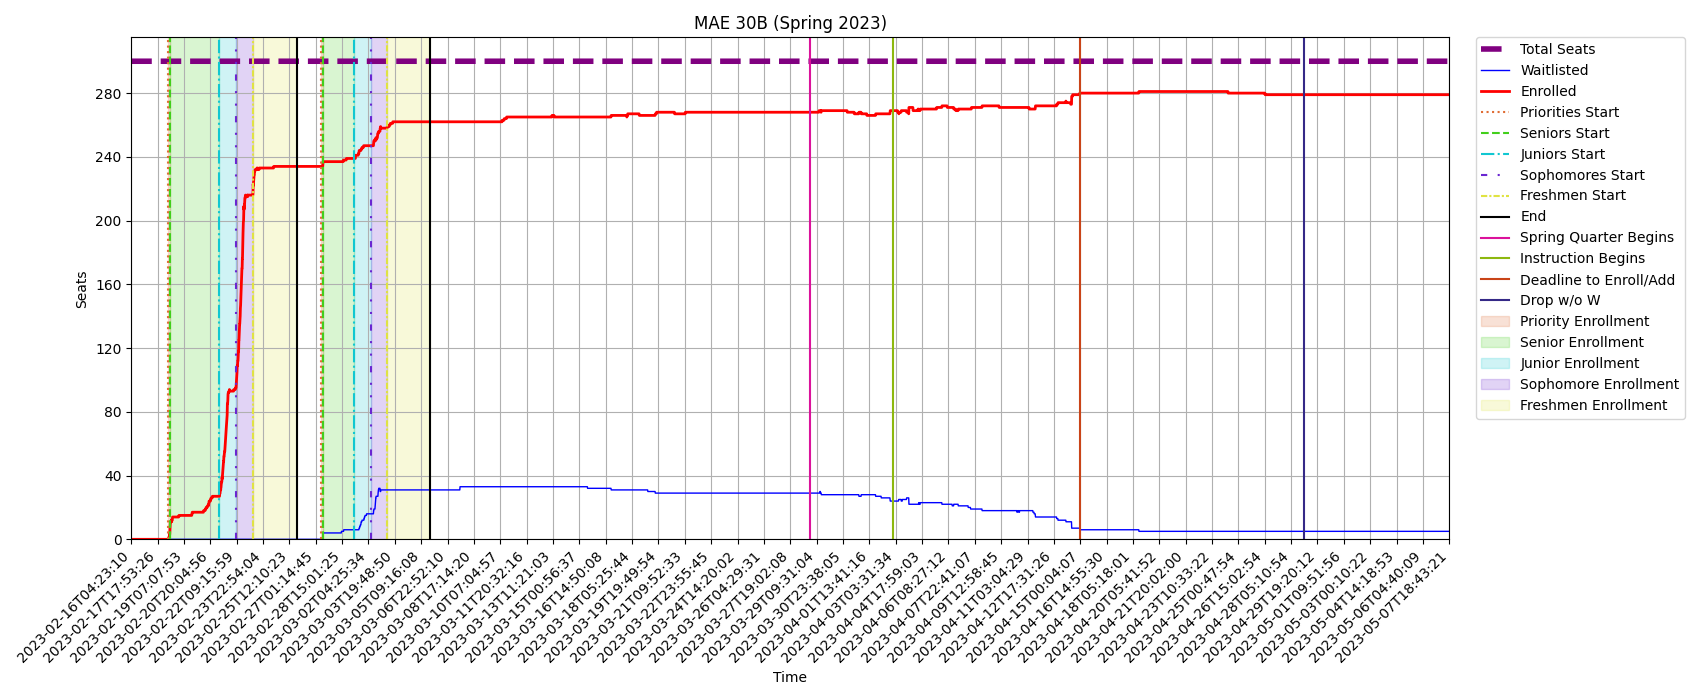 MAE 30B (Spring 2023)
Seats
280
240
200
160
120
80
40
0
2023-02-16T04:23:10
2023-02-17T17:53:26
2023-02-19T07:07:53
2023-02-20T20:04:56
2023-02-22T09:15:59
2023-02-23T22:54:04
2023-02-25T12:10:23
2023-02-27T01:14:45
2023-02-28T15:01:25
2023-03-02T04:25:34
2023-03-03T19:48:50
2023-03-05T09:16:08
2023-03-06T22:52:10
2023-03-08T17:14:20
2023-03-10T07:04:57
2023-03-11T20:32:16
2023-03-13T11:21:03
2023-03-15T00:56:37
2023-03-16T14:50:08
2023-03-18T05:25:44
2023-03-19T19:49:54
2023-03-21T09:52:33
2023-03-22T23:55:45
2023-03-24T14:20:02
2023-03-26T04:29:31
2023-03-27T19:02:08
2023-03-29T09:31:04
2023-03-30T23:38:05
2023-04-01T13:41:16
2023-04-03T03:31:34
2023-04-04T17:59:03
2023-04-06T08:27:12
2023-04-07T22:41:07
2023-04-09T12:58:45
2023-04-11T03:04:29
2023-04-12T17:31:26
2023-04-15T00:04:07
2023-04-16T14:55:30
2023-04-18T05:18:01
2023-04-20T05:41:52
2023-04-21T20:02:00
2023-04-23T10:33:22
2023-04-25T00:47:54
2023-04-26T15:02:54
2023-04-28T05:10:54
2023-04-29T19:20:12
2023-05-01T09:51:56
2023-05-03T00:10:22
2023-05-04T14:18:53
2023-05-06T04:40:09
2023-05-07T18:43:21
Time
Total Seats
Waitlisted
Enrolled
Priorities Start
Seniors Start
Juniors Start
Sophomores Start
Freshmen Start
End
Spring Quarter Begins
Instruction Begins
Deadline to Enroll/Add
Drop w/o W
Priority Enrollment
Senior Enrollment
Junior Enrollment
Sophomore Enrollment
Freshmen Enrollment